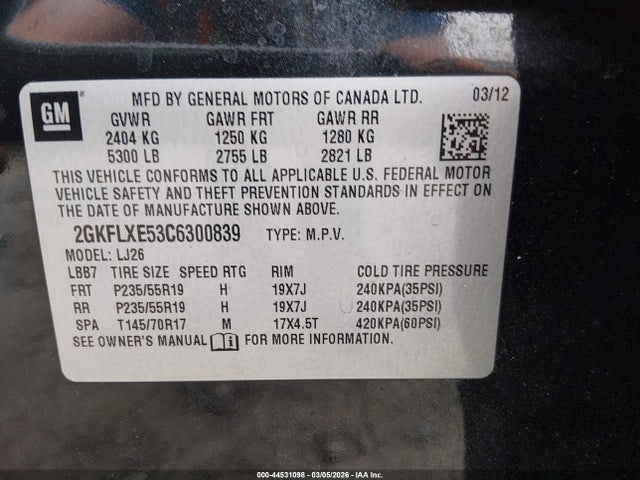 GM
MFD BY GENERAL MOTORS OF CANADA LTD. 03/12
GVWR GAWR FRT GAWR RR
2404 KG 1250 KG 1280 KG
5300 LB 2755 LB 2821 LB
THIS VEHICLE CONFORMS TO ALL APPLICABLE U.S. FEDERAL MOTOR
VEHICLE SAFETY AND THEFT PREVENTION STANDARDS IN EFFECT ON
THE DATE OF MANUFACTURE SHOWN ABOVE.
2GKFLXE53C6300839 TYPE: M.P.V.
MODEL: LJ26
LBB7 TIRE SIZE SPEED RTG RIM COLD TIRE PRESSURE
FRT P235/55R19 H 19X7J 240KPA(35PSI)
RR P235/55R19 H 19X7J 240KPA(35PSI)
SPA T145/70R17 M 17X4.5T 420KPA(60PSI)
SEE OWNER'S MANUAL FOR MORE INFORMATION.
000-44531098 - 03/05/2026 - IAA Inc.